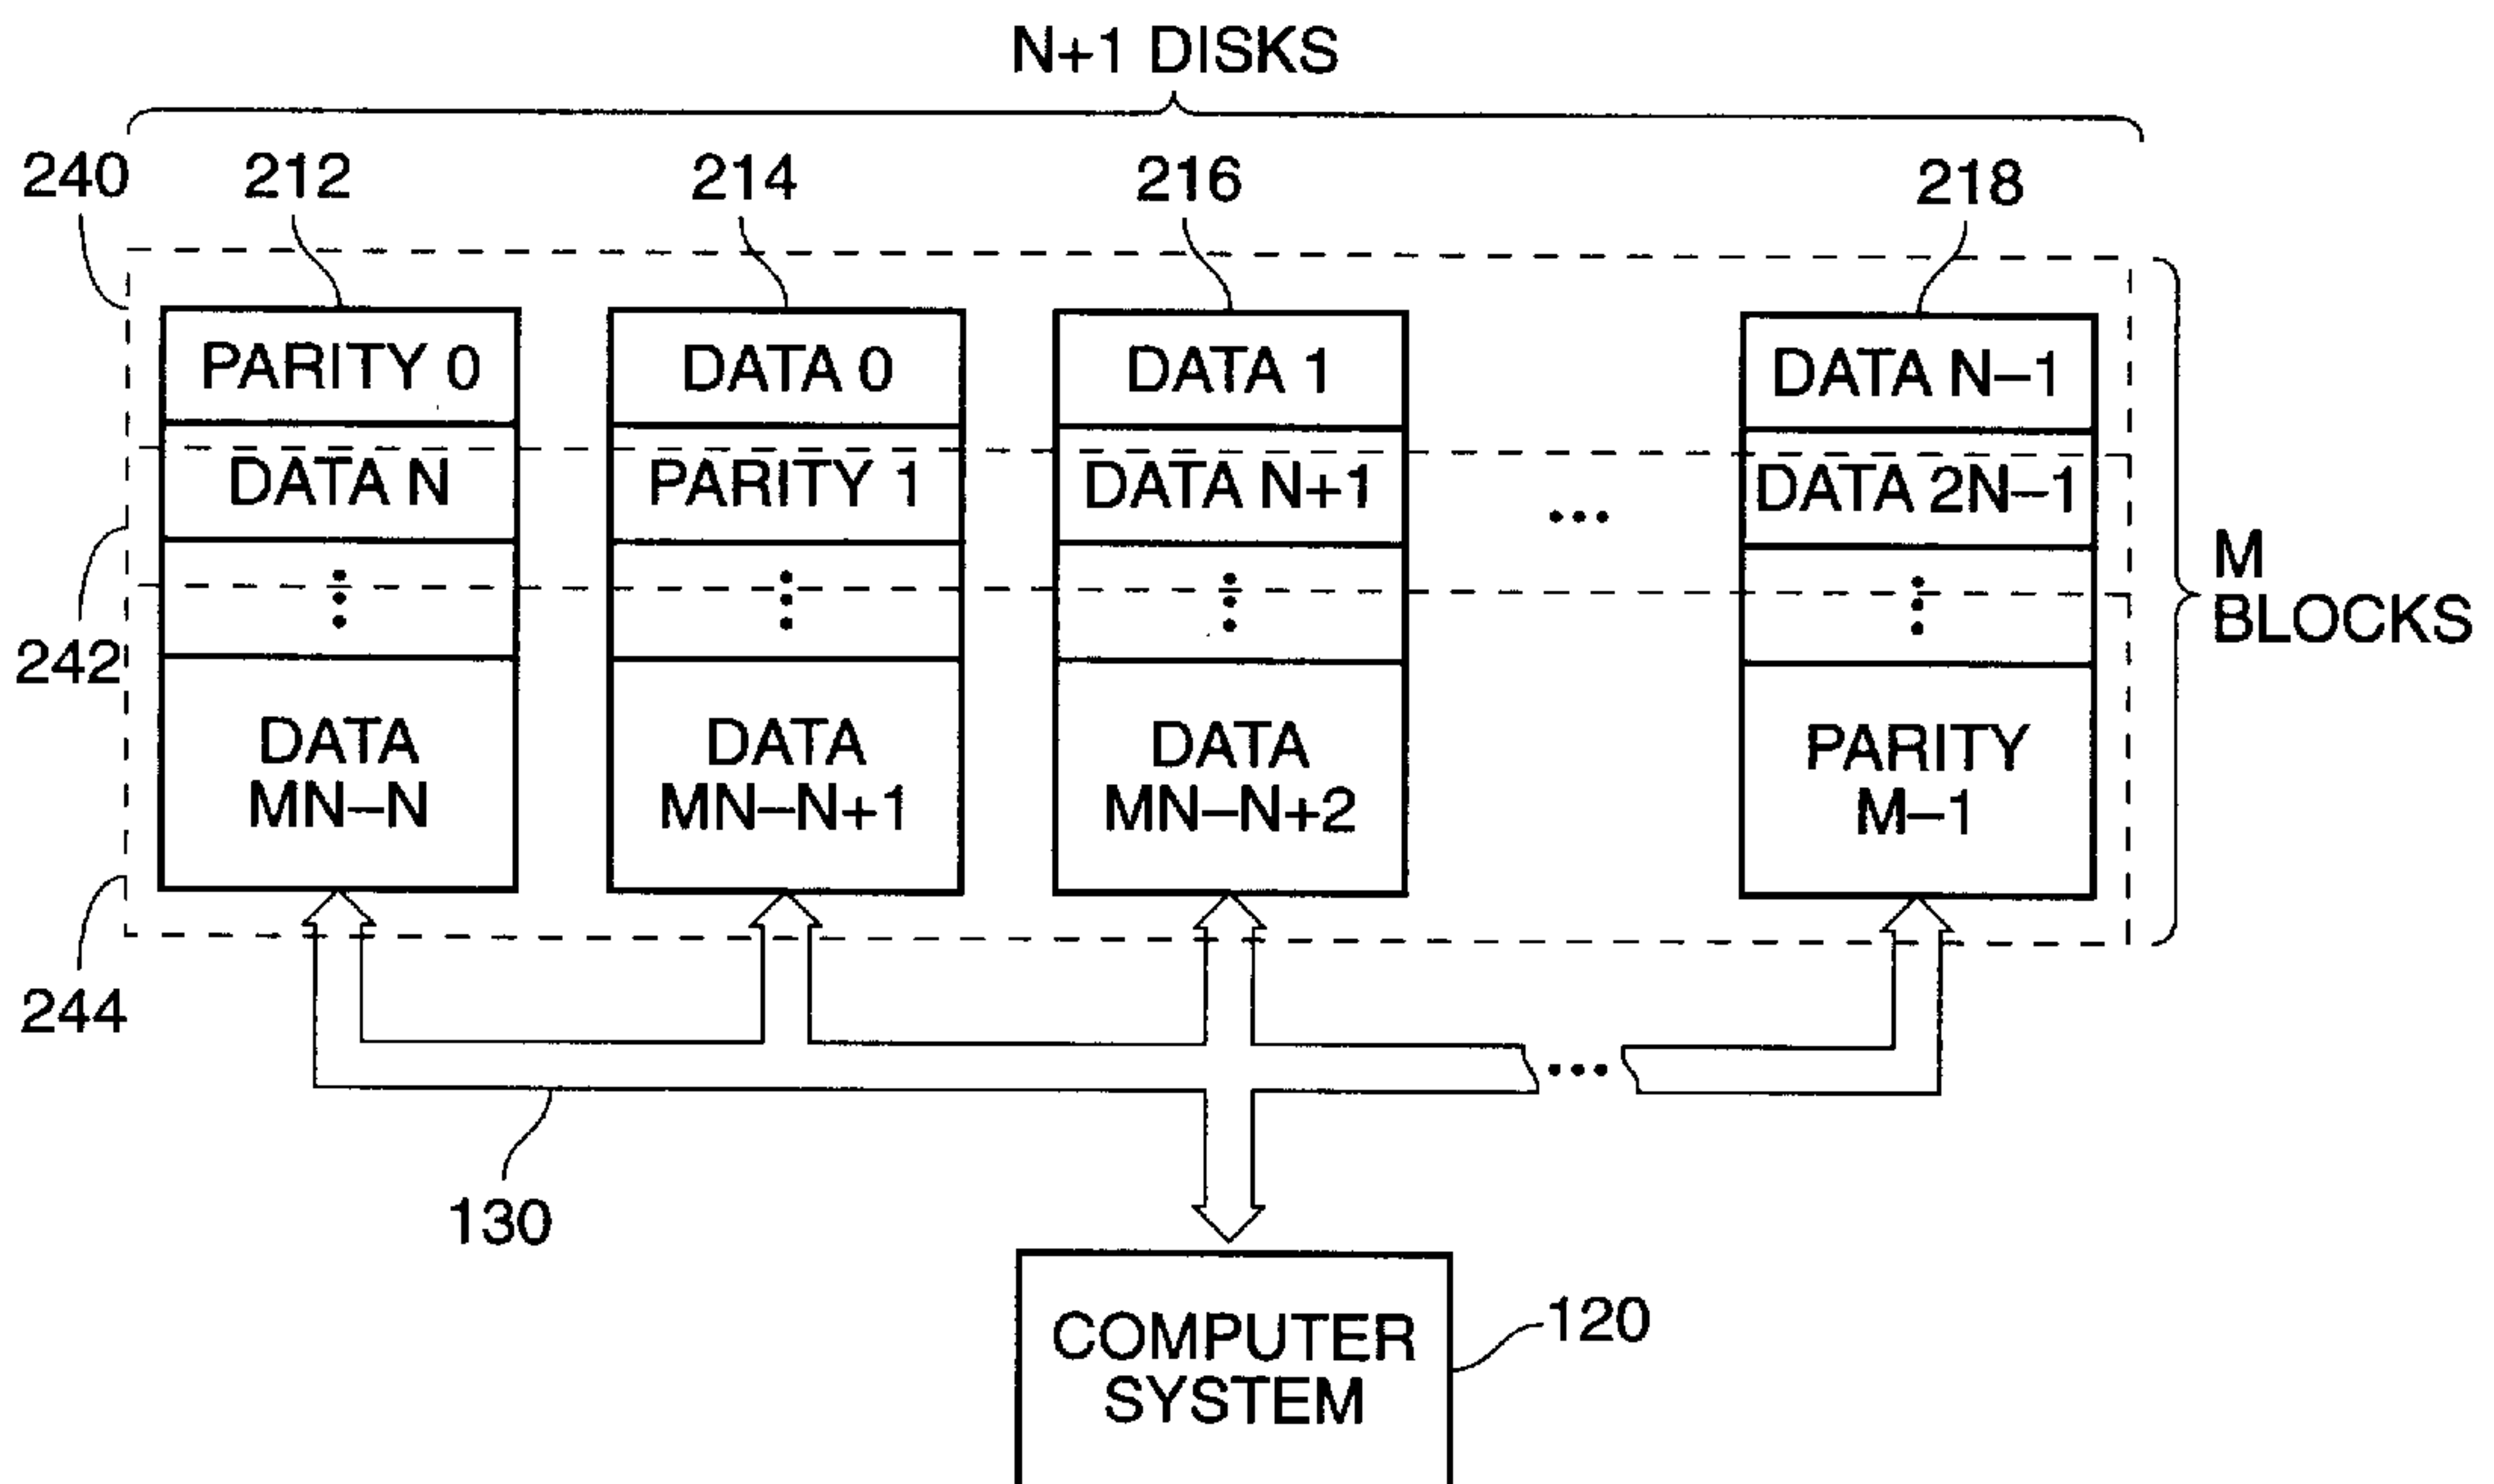 N+1 DISKS
240
212
214
216
218
PARITY 0
DATA 0
DATA 1
DATA N–1
DATA N
PARITY 1
DATA N+1
...
DATA 2N–1
M
BLOCKS
242
DATA
MN–N
DATA
MN–N+1
DATA
MN–N+2
PARITY
M–1
244
...
130
COMPUTER
SYSTEM
120